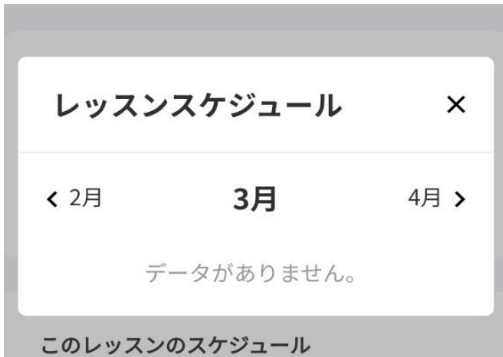 レッスンスケジュール ×
< 2月 3月 4月 >
データがありません。
このレッスンのスケジュール